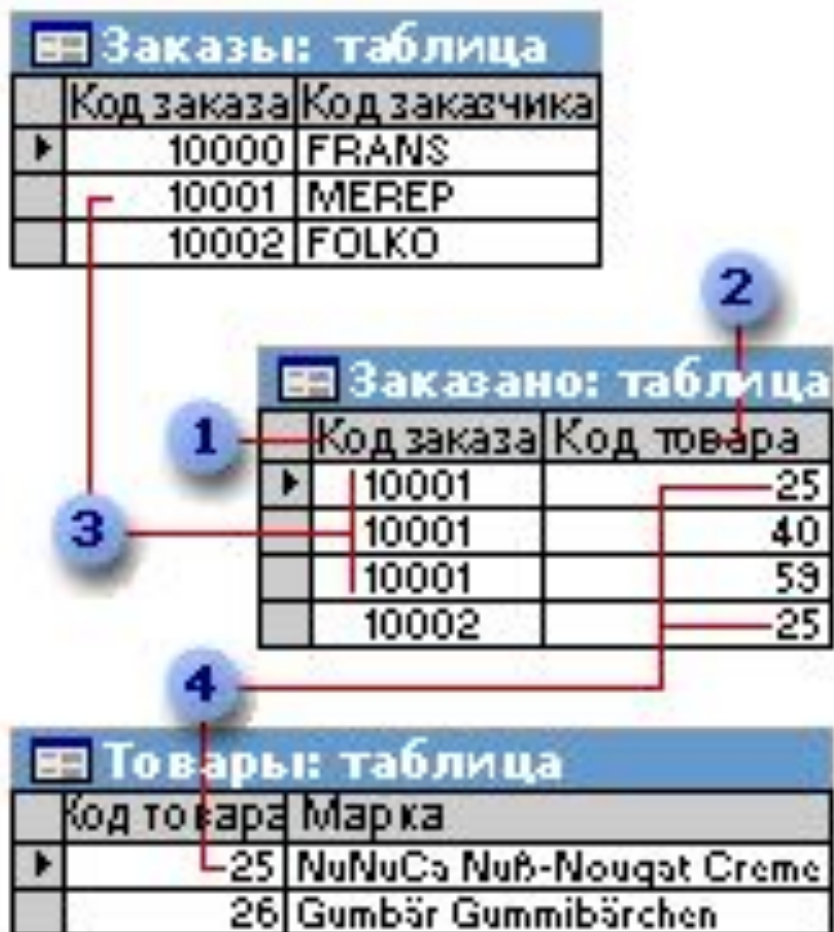 Заказы: таблица
Код заказа Код заказчика
10000 FRANS
10001 MEREP
10002 FOLKO
2
Заказано: таблица
1
Код заказа Код товара
10001 25
10001 40
3
10001 59
10002 25
4
Товары: таблица
Код товара Марка
25 NuNuCa Nuß-Nougat Creme
26 Gumbär Gummibärchen